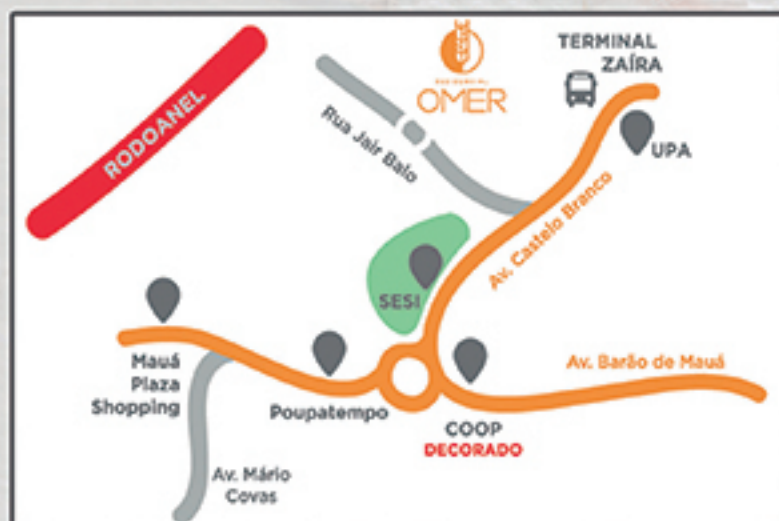 RODOANEL
RESIDENCIAL
OMER
TERMINAL
ZAÍRA
Rua Jair Balo
UPA
Av. Castelo Branco
SESI
Mauá
Plaza
Shopping
Poupatempo
Av. Barão de Mauá
COOP
DECORADO
Av. Mário
Covas